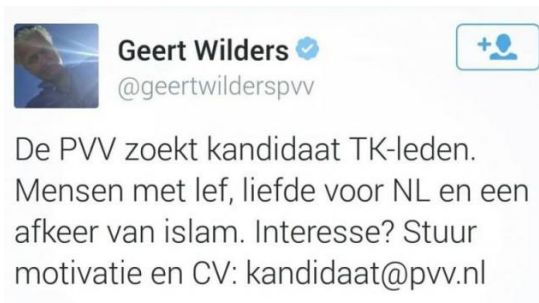 Geert Wilders
@geertwilderspvv
De PVV zoekt kandidaat TK-leden.
Mensen met lef, liefde voor NL en een
afkeer van islam. Interesse? Stuur
motivatie en CV: kandidaat@pvv.nl